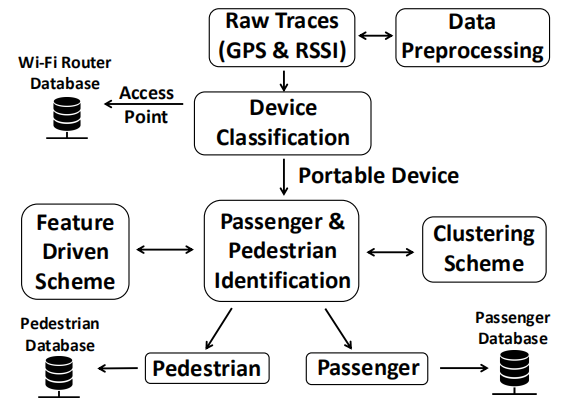 Raw Traces
(GPS & RSSI)
Data
Preprocessing
Wi-Fi Router
Database
Access
Point
Device
Classification
Portable Device
Feature
Driven
Scheme
Passenger &
Pedestrian
Identification
Clustering
Scheme
Pedestrian
Database
Pedestrian
Passenger
Passenger
Database